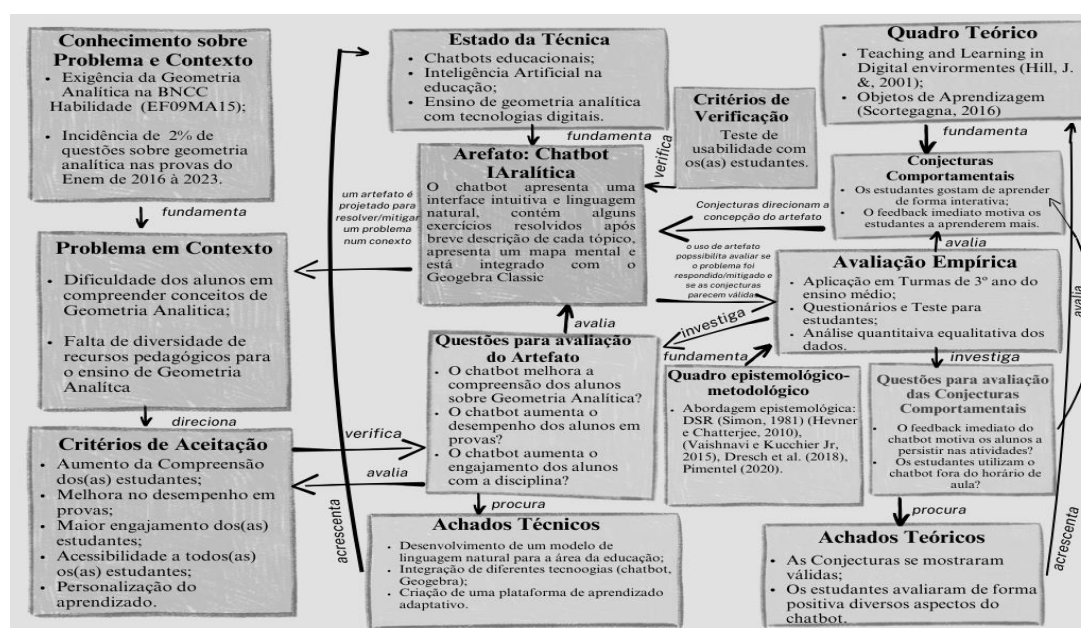 Conhecimento sobre
Problema e Contexto
• Exigência da Geometria
Analítica na BNCC
Habilidade (EF09MA15);
• Incidência de 2% de
questões sobre geometria
analítica nas provas do
Enem de 2016 à 2023.
fundamenta
Problema em Contexto
• Dificuldade dos alunos em
compreender conceitos de
Geometria Analitica;
• Falta de diversidade de
recursos pedagógicos para
o ensino de Geometria
Analítca
direciona
Critérios de Aceitação
• Aumento da Compreensão
dos(as) estudantes;
• Melhora no desempenho em
provas;
• Maior engajamento dos(as)
estudantes;
• Acessibilidade a todos(as)
os(as) estudantes;
• Personalização do
aprendizado.
verifica
avalia
acrescenta
um artefato é
projetado para
resolver/mitigar
um problema
num conexto
Estado da Técnica
• Chatbots educacionais;
• Inteligência Artificial na
educação;
• Ensino de geometria analítica
com tecnologias digitais.
fundamenta
Critérios de
Verificação
Teste de
usabilidade com
os(as) estudantes.
verifica
Arefato: Chatbot
IAralítica
O chatbot apresenta uma
interface intuitiva e linguagem
natural, contém alguns
exercícios resolvidos após
breve descrição de cada tópico,
apresenta um mapa mental e
está integrado com o
Geogebra Classic
Conjecturas direcionam a
concepção do artefato
o uso de artefato
popssibilita avaliar se
o problema foi
respondido/mitigado e
se as conjecturas
parecem válidas
avalia
Questões para avaliação
do Artefato
• O chatbot melhora a
compreensão dos alunos
sobre Geometria Analítica?
• O chatbot aumenta o
desempenho dos alunos em
provas?
• O chatbot aumenta o
engajamento dos alunos
com a disciplina?
procura
Achados Técnicos
• Desenvolvimento de um modelo de
linguagem natural para a área da educação;
• Integração de diferentes tecnoogias (chatbot,
Geogebra);
• Criação de uma plataforma de aprendizado
adaptativo.
Quadro Teórico
• Teaching and Learning in
Digital envirormentes (Hill, J.
&, 2001);
• Objetos de Aprendizagem
(Scortegagna, 2016)
fundamenta
Conjecturas
Comportamentais
• Os estudantes gostam de aprender
de forma interativa;
• O feedback imediato motiva os
estudantes a aprenderem mais.
avalia
Avaliação Empírica
• Aplicação em Turmas de 3º ano do
ensino médio;
• Questionários e Teste para
estudantes;
• Análise quantitaiva equalitativa dos
dados.
investiga
fundamenta
Quadro epistemológico-
metodológico
• Abordagem epistemológica:
DSR (Simon, 1981) (Hevner
e Chatterjee, 2010),
(Vaishnavi e Kucchier Jr,
2015), Dresch et al. (2018),
Pimentel (2020).
investiga
Questões para avaliação
das Conjecturas
Comportamentais
• O feedback imediato do
chatbot motiva os alunos a
persistir nas atividades?
• Os estudantes utilizam o
chatbot fora do horário de
aula?
avalia
avalia
procura
Achados Teóricos
• As Conjecturas se mostraram
válidas;
• Os estudantes avaliaram de forma
positiva diversos aspectos do
chatbot.
acrescenta